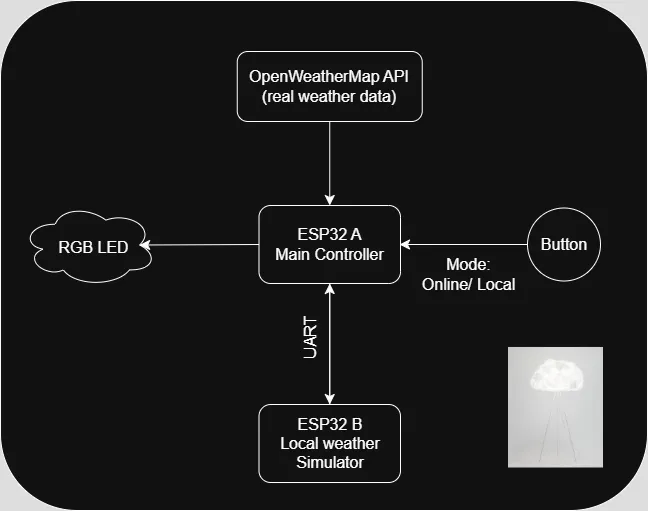 OpenWeatherMap API
(real weather data)
ESP32 A
Main Controller
RGB LED
Button
Mode:
Online/ Local
UART
ESP32 B
Local weather
Simulator